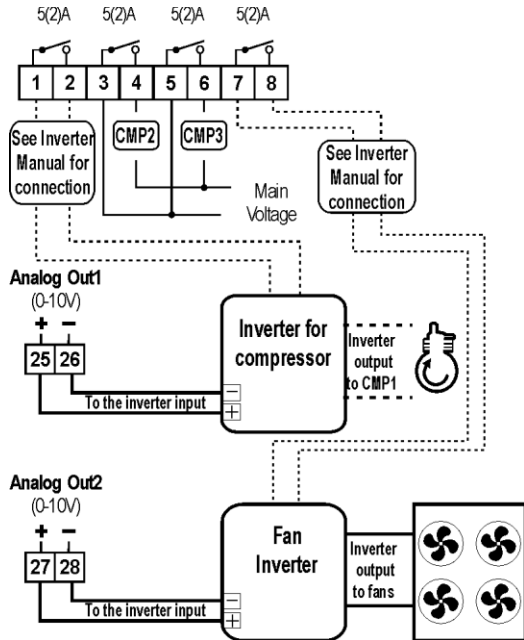 5(2)A 5(2)A 5(2)A 5(2)A
1 2 3 4 5 6 7 8
See Inverter
Manual for
connection
CMP2
CMP3
See Inverter
Manual for
connection
Main
Voltage
Analog Out1
(0-10V)
+ −
25 26
To the inverter input
Inverter for
compressor
−
+
Inverter
output
to CMP1
Analog Out2
(0-10V)
+ −
27 28
To the inverter input
Fan
Inverter
−
+
Inverter
output
to fans